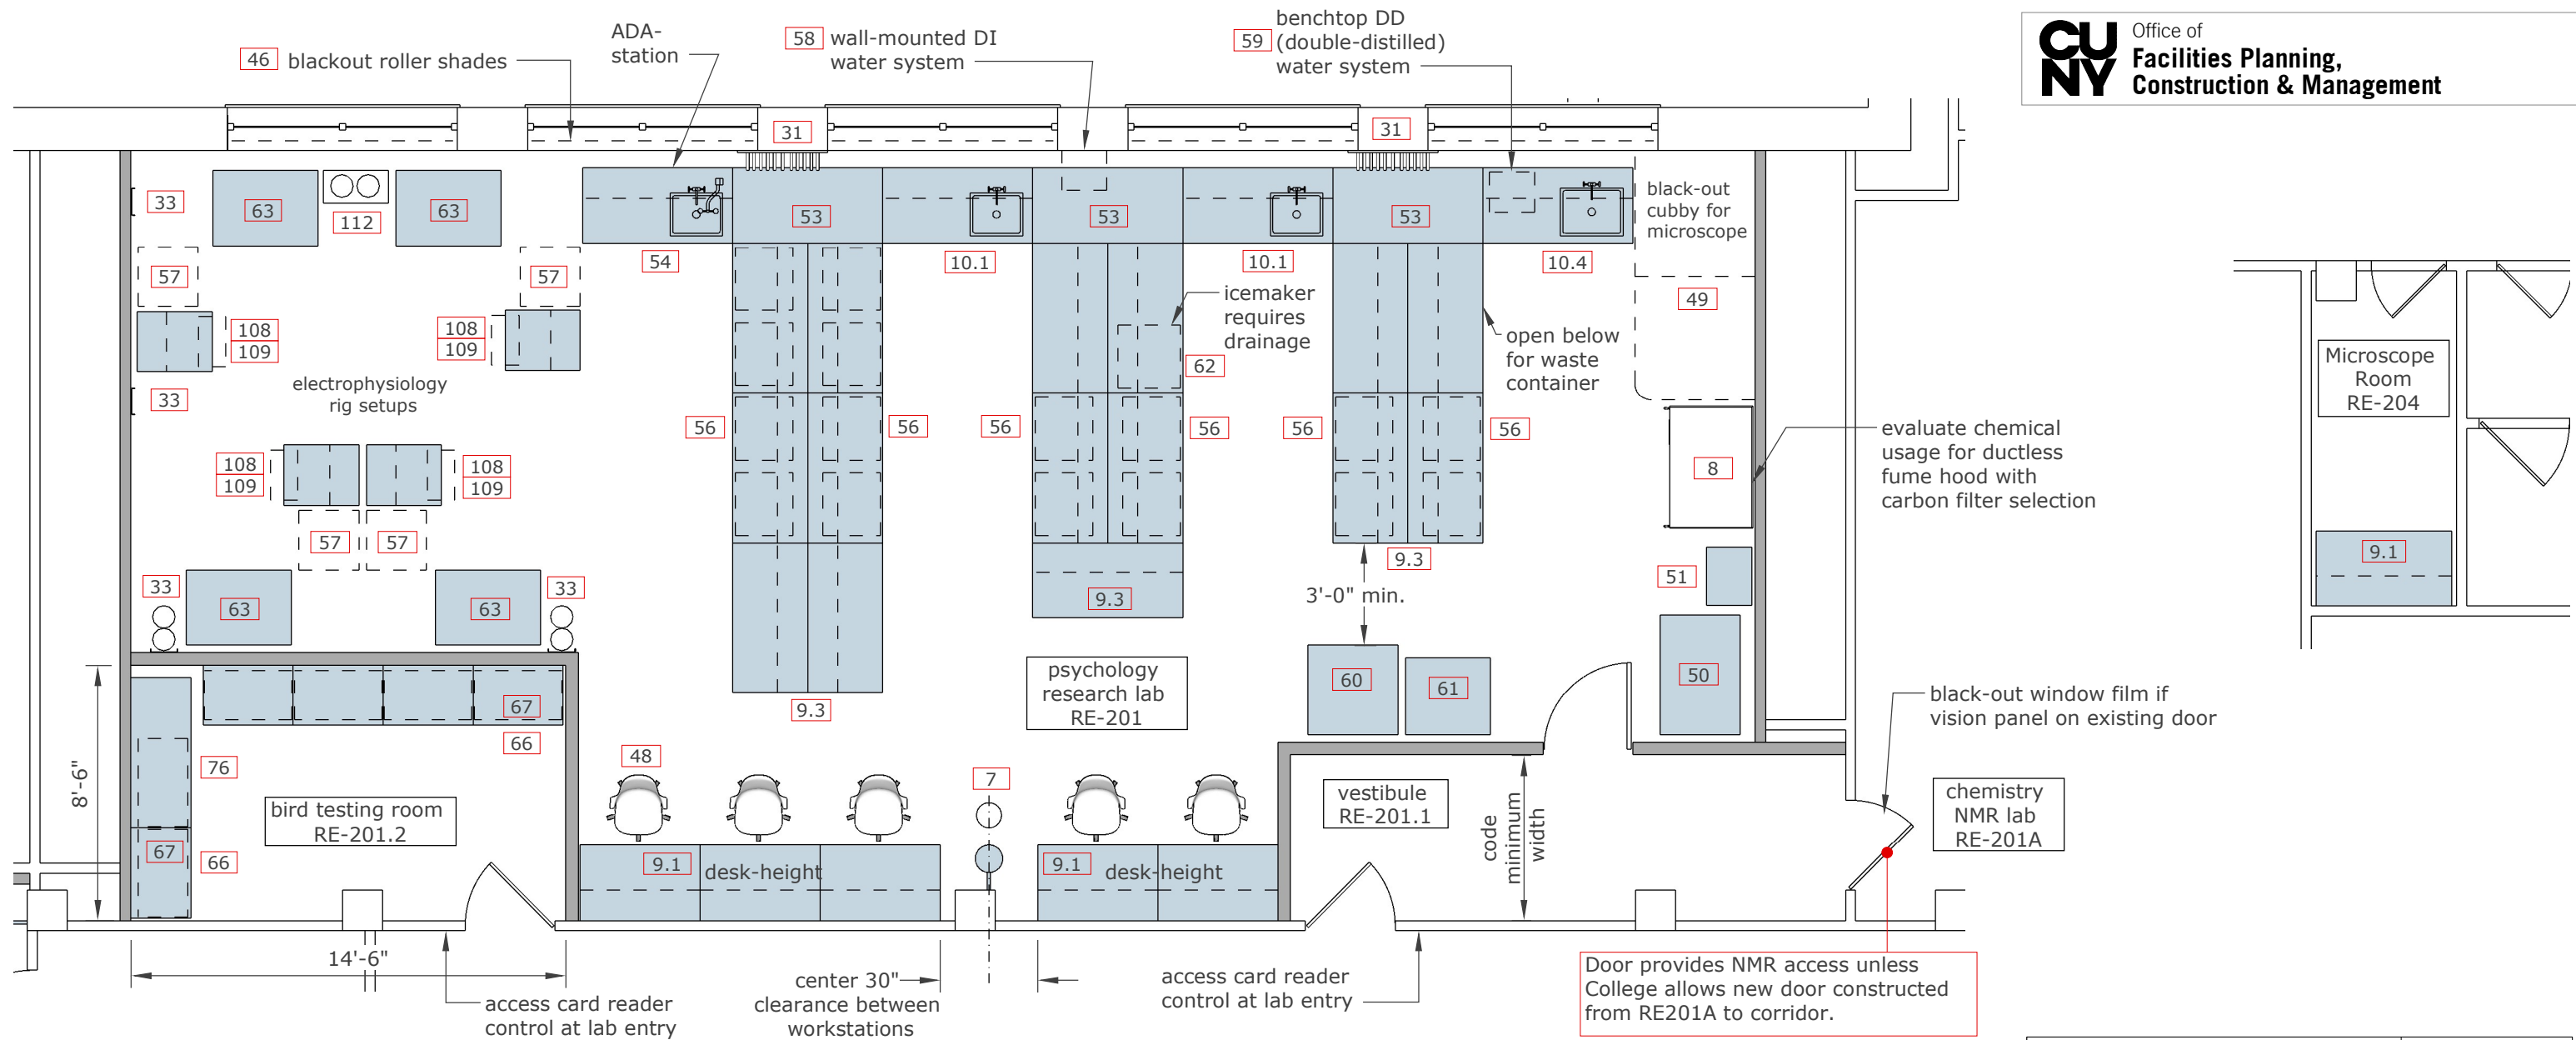 CU
NY
Office of
Facilities Planning,
Construction & Management
46
blackout roller shades
ADA-
station
58
wall-mounted DI
water system
59
benchtop DD
(double-distilled)
water system
31
31
33
63
112
63
53
53
53
black-out
cubby for
microscope
57
57
54
10.1
10.1
10.4
49
108
109
108
109
icemaker
requires
drainage
62
open below
for waste
container
electrophysiology
rig setups
33
56
56
56
56
56
56
Microscope
Room
RE-204
9.1
108
109
108
109
8
evaluate chemical
usage for ductless
fume hood with
carbon filter selection
57
57
9.3
51
33
63
63
33
9.3
3'-0" min.
psychology
research lab
RE-201
60
61
50
9.3
67
66
76
67
66
8'-6"
bird testing room
RE-201.2
48
7
9.1
desk-height
9.1
desk-height
vestibule
RE-201.1
code
minimum
width
black-out window film if
vision panel on existing door
chemistry
NMR lab
RE-201A
14'-6"
access card reader
control at lab entry
center 30"
clearance between
workstations
access card reader
control at lab entry
Door provides NMR access unless
College allows new door constructed
from RE201A to corridor.